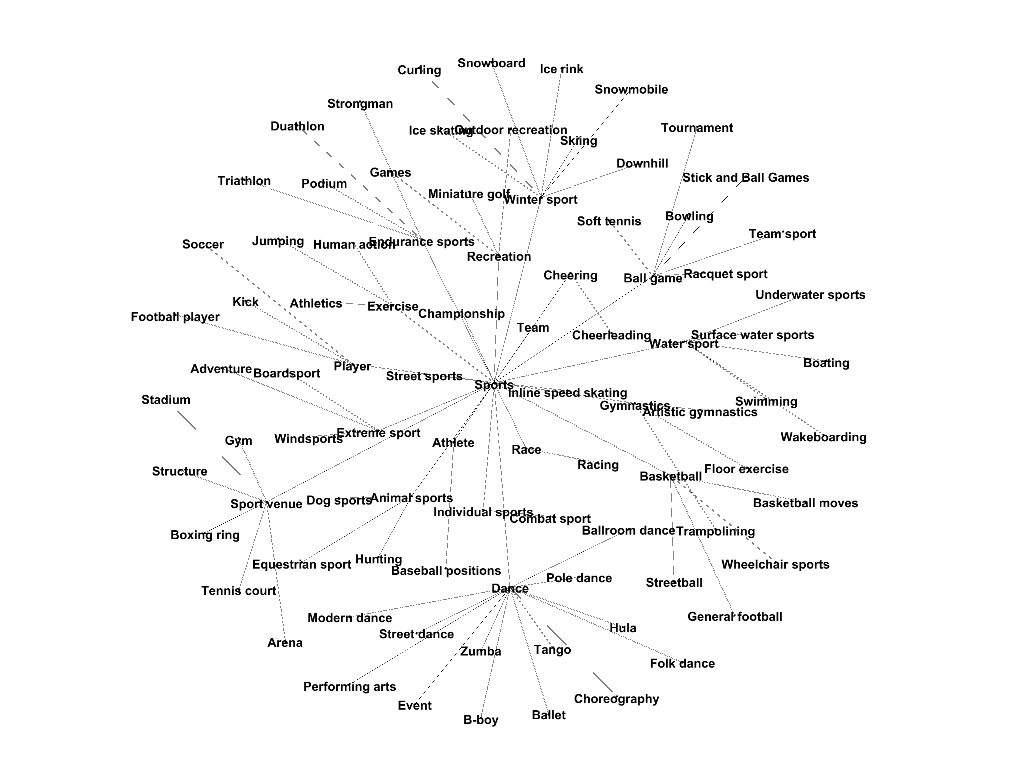 Snowboard
Curling
Ice rink
Snowmobile
Strongman
Duathlon
Ice skating
Outdoor recreation
Tournament
Skiing
Downhill
Games
Stick and Ball Games
Triathlon
Podium
Miniature golf
Winter sport
Soft tennis
Bowling
Team sport
Soccer
Jumping
Human action
Endurance sports
Recreation
Cheering
Ball game
Racquet sport
Underwater sports
Kick
Athletics
Exercise
Championship
Football player
Team
Cheerleading
Surface water sports
Water sport
Boating
Adventure
Boardsport
Player
Street sports
Sports
Inline speed skating
Swimming
Stadium
Gymnastics
Artistic gymnastics
Gym
Windsports
Extreme sport
Athlete
Race
Wakeboarding
Structure
Racing
Floor exercise
Basketball
Sport venue
Dog sports
Animal sports
Individual sports
Basketball moves
Combat sport
Boxing ring
Ballroom dance
Trampolining
Equestrian sport
Hunting
Baseball positions
Wheelchair sports
Tennis court
Dance
Pole dance
Streetball
Modern dance
Street dance
Hula
General football
Arena
Zumba
Tango
Folk dance
Performing arts
Event
Choreography
B-boy
Ballet